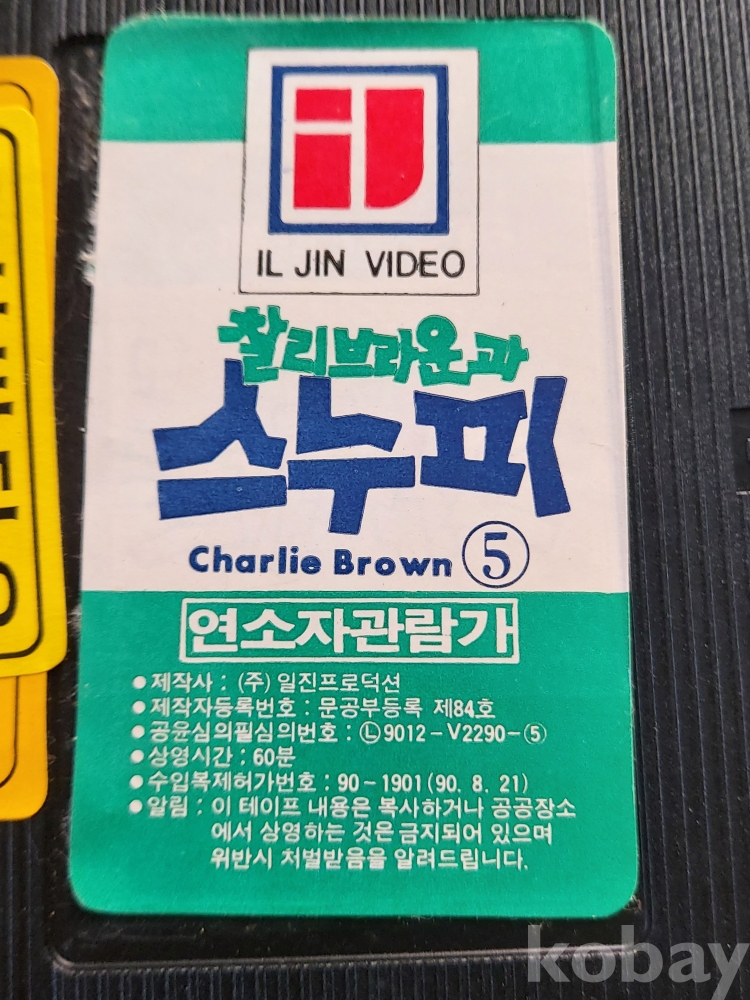 IL JIN VIDEO
찰리브라운과
스누피
Charlie Brown ⑤
연소자관람가
● 제작사 : (주) 일진프로덕션
● 제작자등록번호 : 문공부등록 제84호
● 공윤심의필심의번호 : Ⓛ9012-V2290-⑤
● 상영시간 : 60분
● 수입복제허가번호 : 90-1901 (90. 8. 21)
● 알림 : 이 테이프 내용은 복사하거나 공공장소
에서 상영하는 것은 금지되어 있으며
위반시 처벌받음을 알려드립니다.
kobay